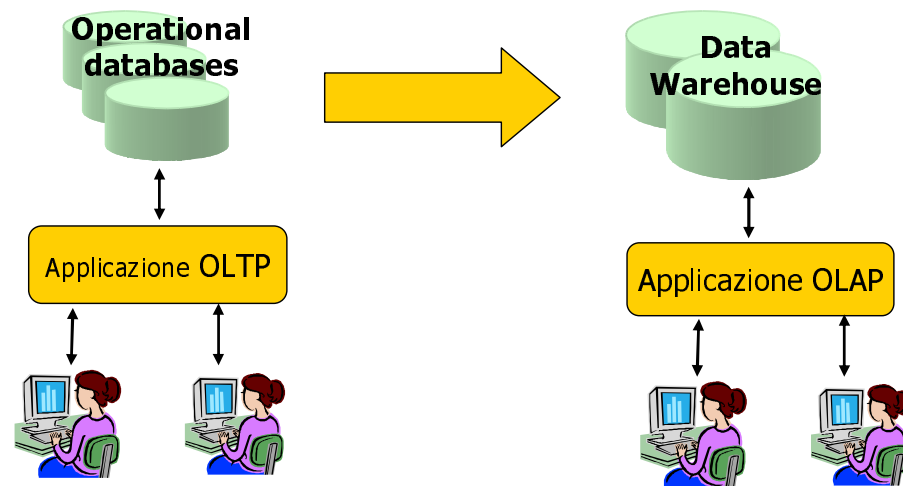 Operational
databases
Data
Warehouse
Applicazione OLTP
Applicazione OLAP